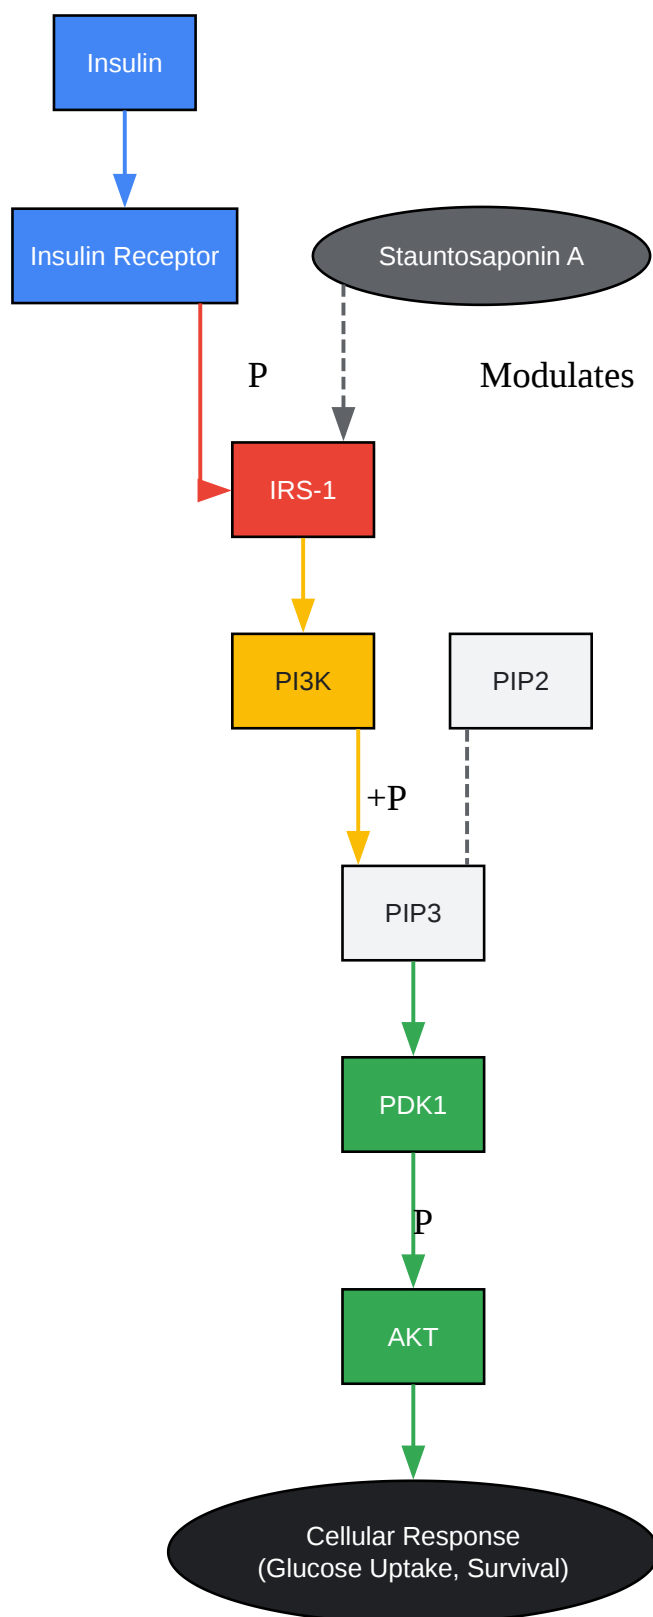 Insulin
Insulin Receptor
Stauntosaponin A
P
Modulates
IRS-1
PI3K
PIP2
+P
PIP3
PDK1
P
AKT
Cellular Response
(Glucose Uptake, Survival)